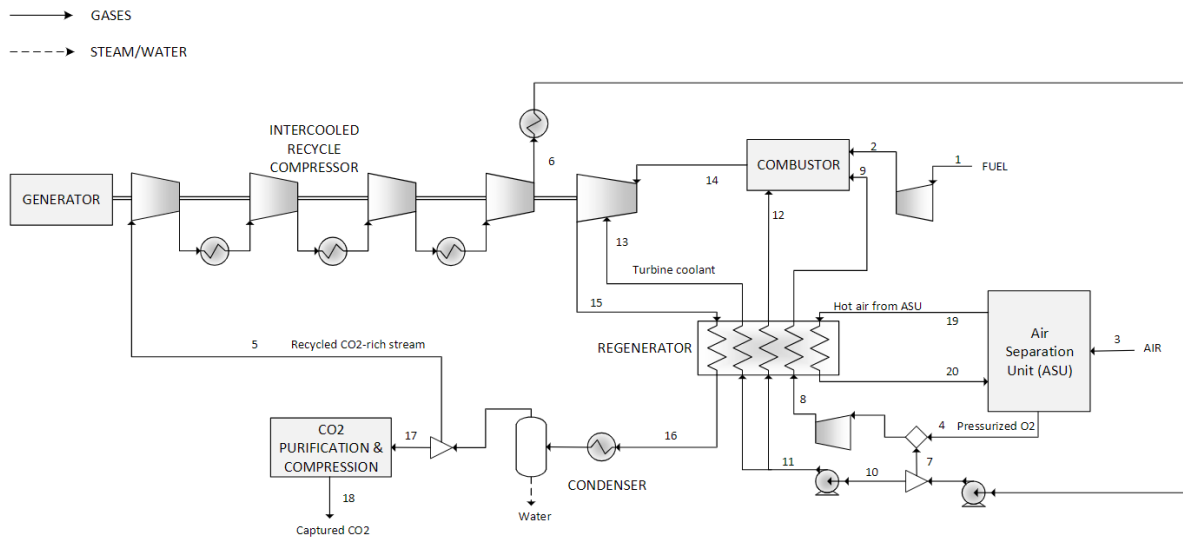 GASES
STEAM/WATER
INTERCOOLED
RECYCLE
COMPRESSOR
6
COMBUSTOR
2
1
FUEL
9
GENERATOR
14
12
13
Turbine coolant
15
Hot air from ASU
19
Air
Separation
Unit (ASU)
3
AIR
REGENERATOR
5
Recycled CO2-rich stream
20
8
4
Pressurized O2
CO2
PURIFICATION &
COMPRESSION
17
16
11
10
7
CONDENSER
18
Water
Captured CO2